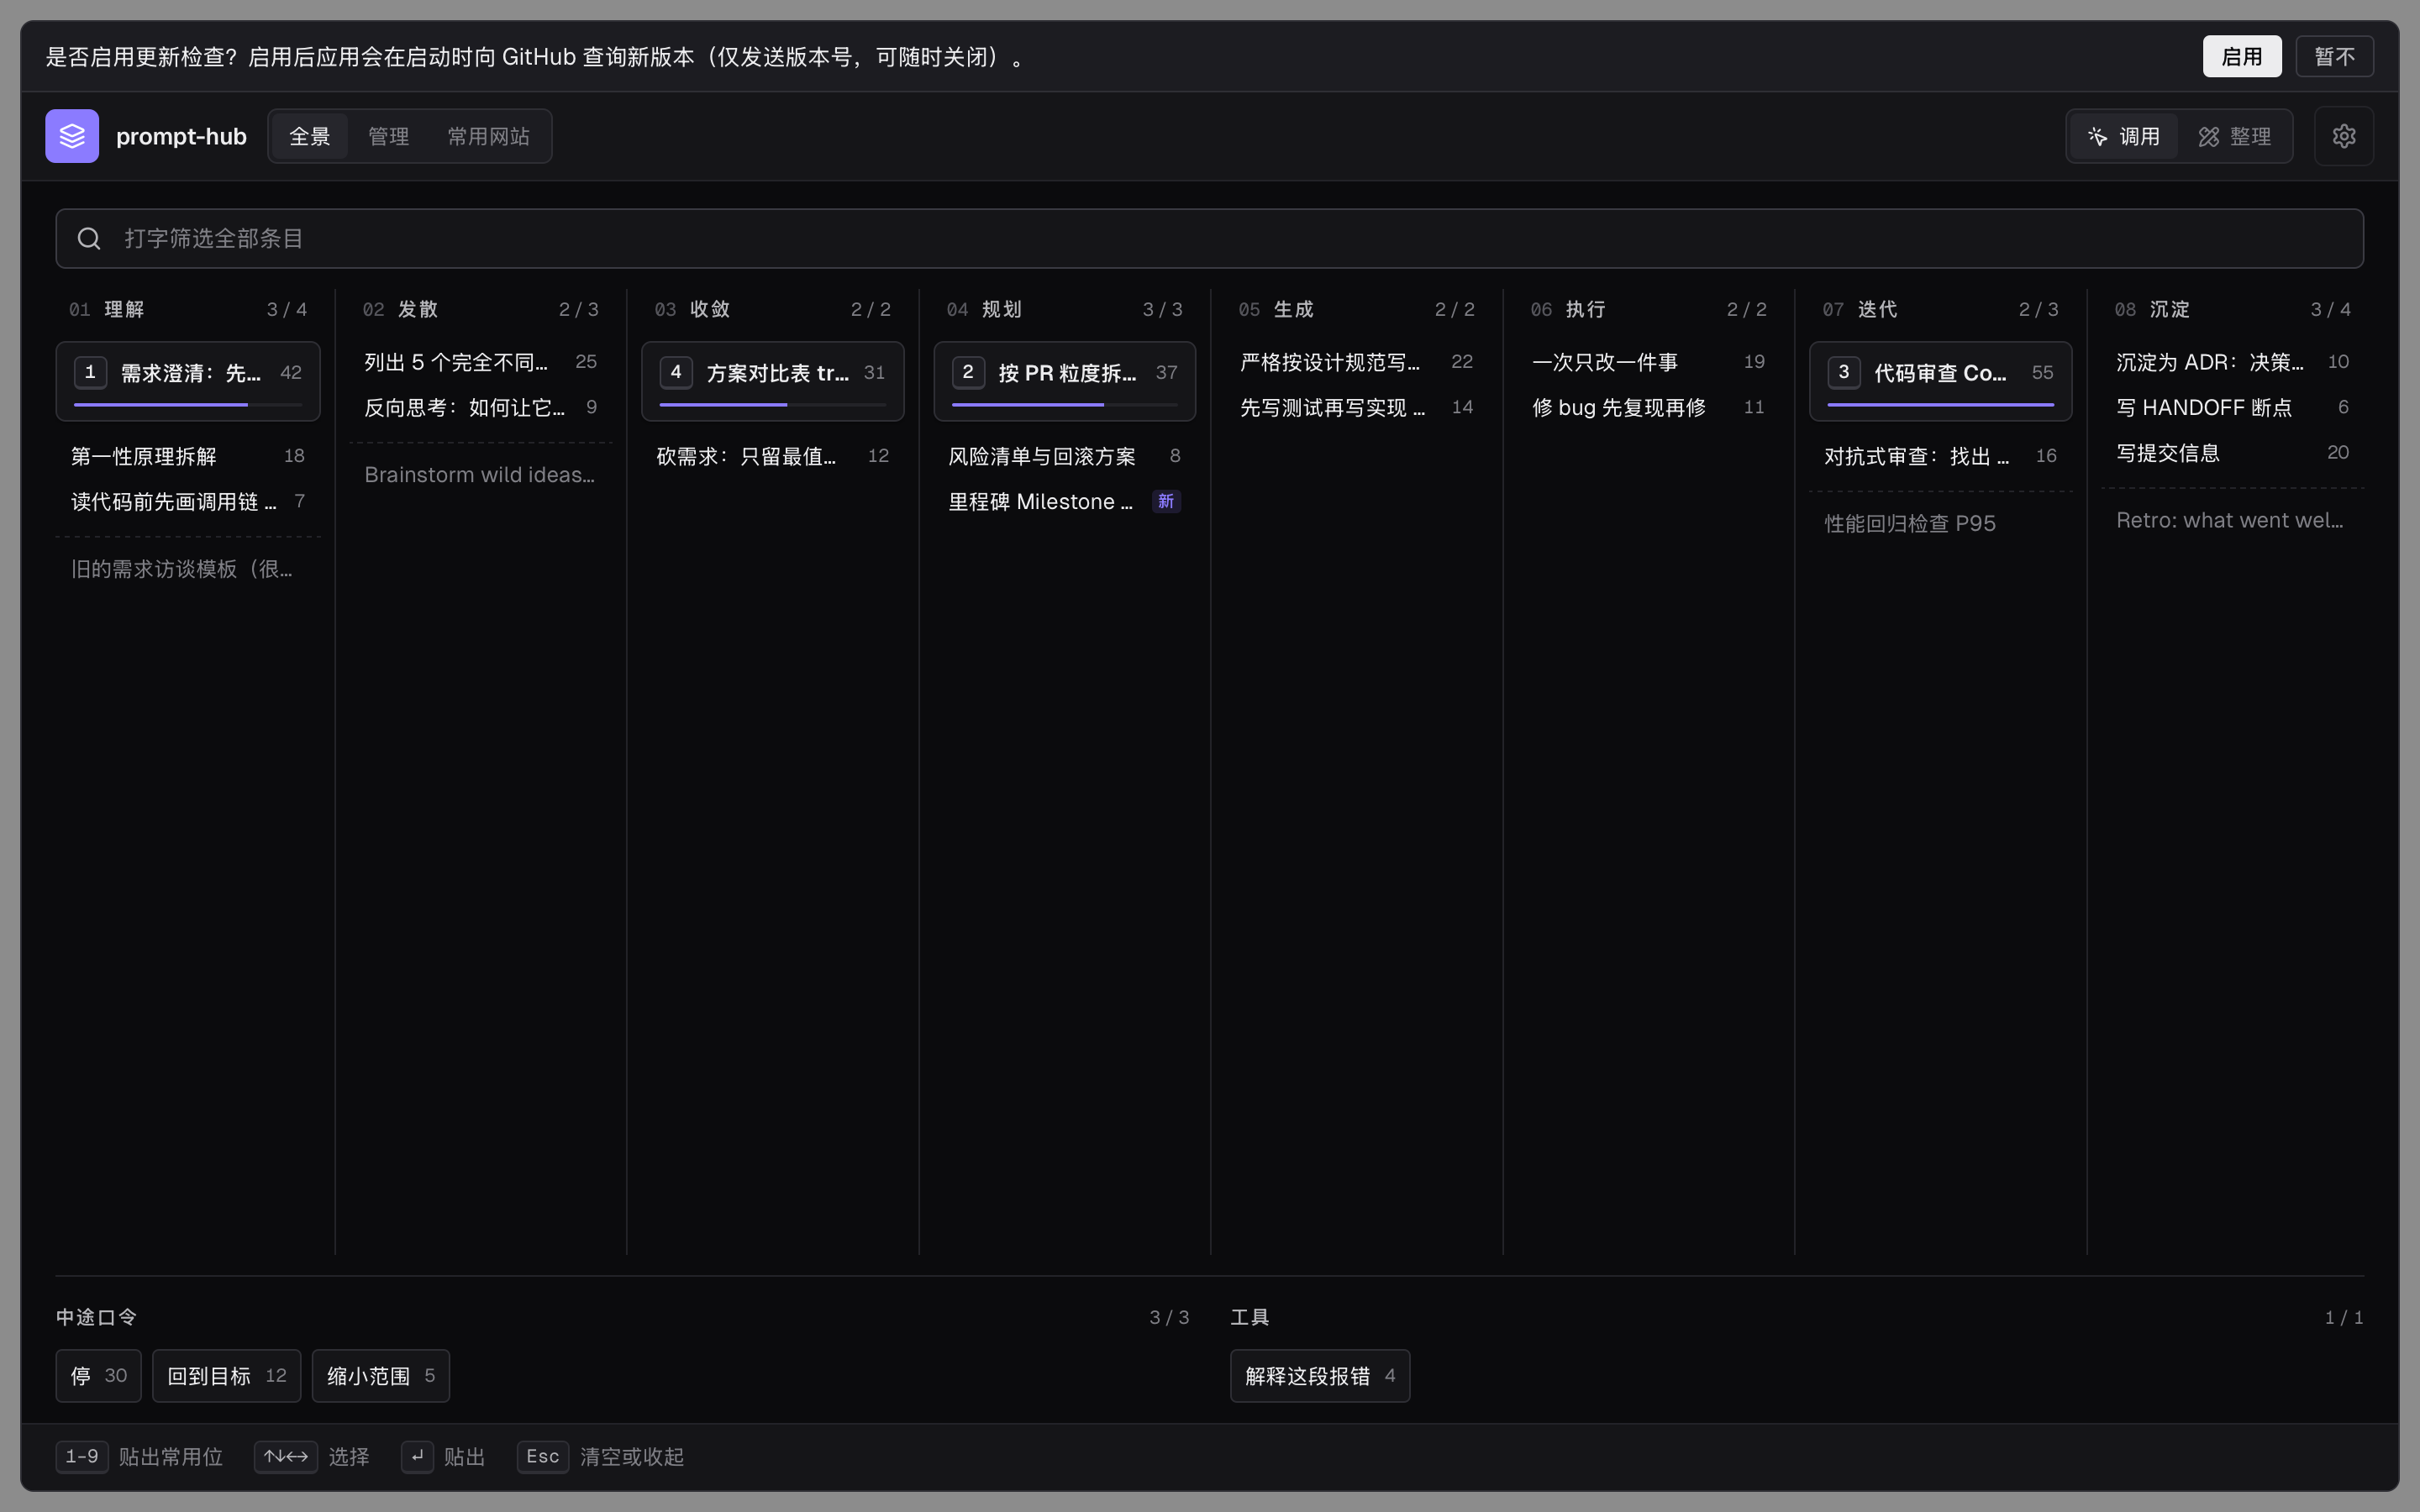 是否启用更新检查？启用后应用会在启动时向 GitHub 查询新版本（仅发送版本号，可随时关闭）。
启用
暂不
prompt-hub
全景
管理
常用网站
调用
整理
打字筛选全部条目
01 理解 3 / 4
1 需求澄清：先... 42
第一性原理拆解 18
读代码前先画调用链 ... 7
旧的需求访谈模板（很...
02 发散 2 / 3
列出 5 个完全不同... 25
反向思考：如何让它... 9
Brainstorm wild ideas...
03 收敛 2 / 2
4 方案对比表 tr... 31
砍需求：只留最值... 12
04 规划 3 / 3
2 按 PR 粒度拆... 37
风险清单与回滚方案 8
里程碑 Milestone ... 新
05 生成 2 / 2
严格按设计规范写... 22
先写测试再写实现 ... 14
06 执行 2 / 2
一次只改一件事 19
修 bug 先复现再修 11
07 迭代 2 / 3
3 代码审查 Co... 55
对抗式审查：找出 ... 16
性能回归检查 P95
08 沉淀 3 / 4
沉淀为 ADR：决策... 10
写 HANDOFF 断点 6
写提交信息 20
Retro: what went wel...
中途口令 3 / 3
停 30
回到目标 12
缩小范围 5
工具 1 / 1
解释这段报错 4
1-9 贴出常用位
↑↓←→ 选择
↵ 贴出
Esc 清空或收起